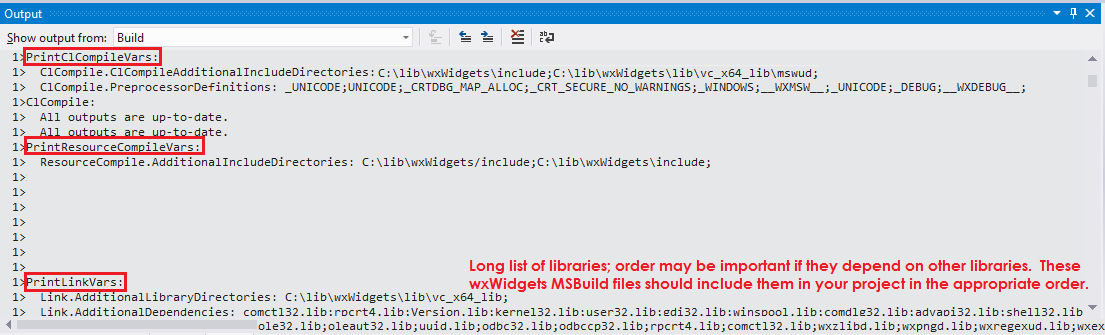 Output
Show output from: Build
1>PrintClCompileVars:
1>  ClCompile.ClCompileAdditionalIncludeDirectories:C:\lib\wxWidgets\include;C:\lib\wxWidgets\lib\vc_x64_lib\mswud;
1>  ClCompile.PreprocessorDefinitions: _UNICODE;UNICODE;_CRTDBG_MAP_ALLOC;_CRT_SECURE_NO_WARNINGS;_WINDOWS;__WXMSW__;_UNICODE;_DEBUG;__WXDEBUG__;
1>ClCompile:
1>  All outputs are up-to-date.
1>  All outputs are up-to-date.
1>PrintResourceCompileVars:
1>  ResourceCompile.AdditionalIncludeDirectories: C:\lib\wxWidgets/include;C:\lib\wxWidgets\include;
1>
1>
1>
1>
1>
1>
1>
1>PrintLinkVars:
1>  Link.AdditionalLibraryDirectories: C:\lib\wxWidgets\lib\vc_x64_lib;
Long list of libraries; order may be important if they depend on other libraries. These
wxWidgets MSBuild files should include them in your project in the appropriate order.
1>  Link.AdditionalDependencies: comctl32.lib;rpcrt4.lib;Version.lib;kernel32.lib;user32.lib;gdi32.lib;winspool.lib;comdlg32.lib;advapi32.lib;shell32.lib
ole32.lib;oleaut32.lib;uuid.lib;odbc32.lib;odbccp32.lib;rpcrt4.lib;comctl32.lib;wxzlibd.lib;wxpngd.lib;wxregexud.lib;wxex